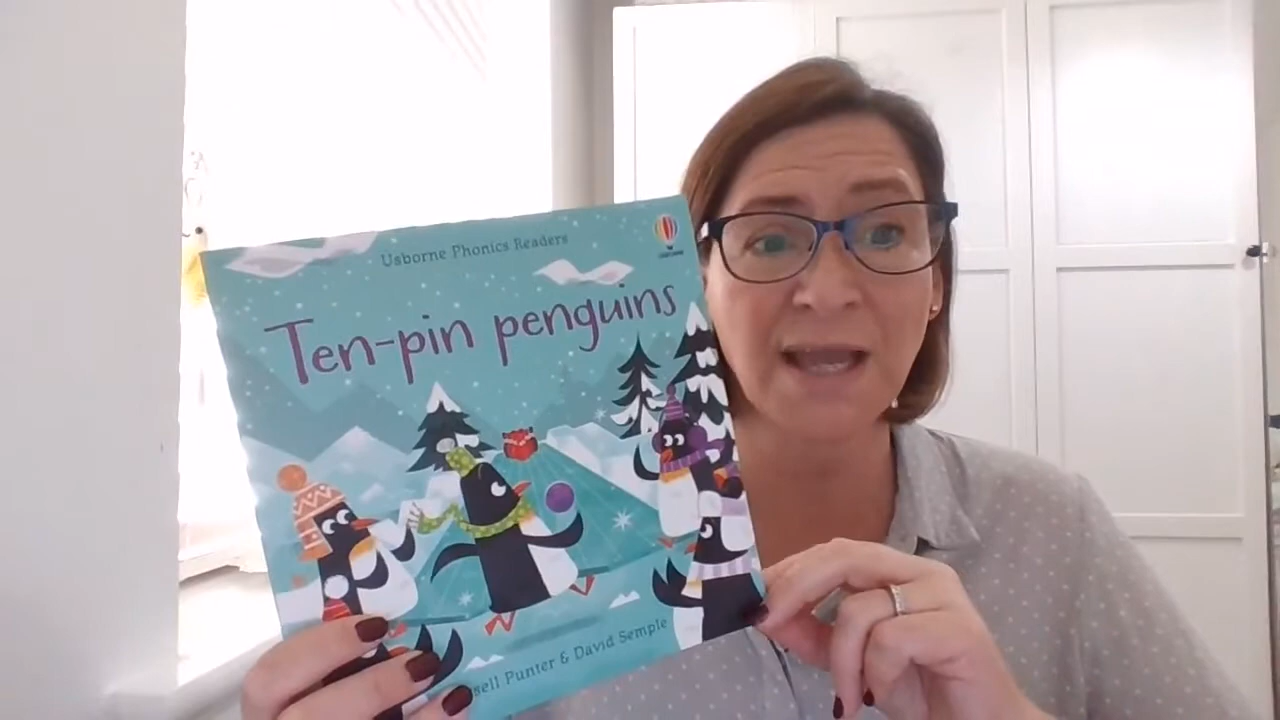 Usborne Phonics Readers
Ten-pin penguins
Punter & David Semple